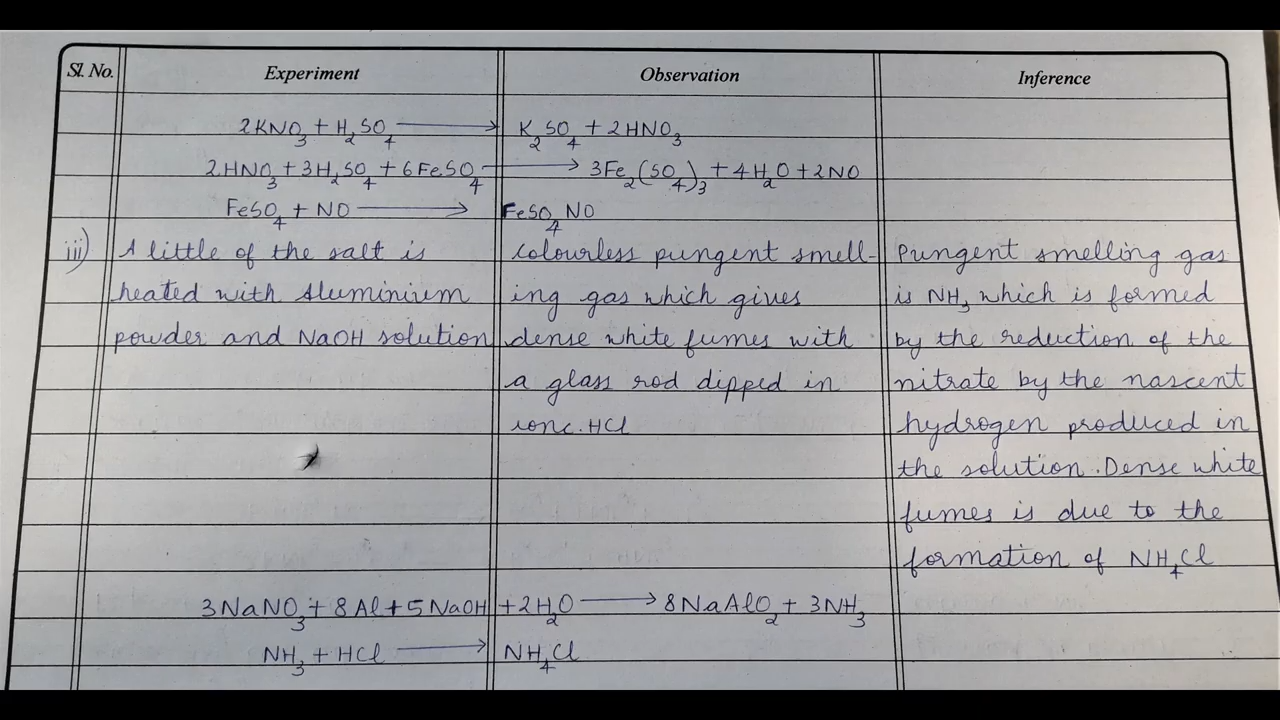 Sl. No. Experiment Observation Inference
2KNO₃ + H₂SO₄ ⟶ K₂SO₄ + 2HNO₃
2HNO₃ + 3H₂SO₄ + 6FeSO₄ ⟶ 3Fe₂(SO₄)₃ + 4H₂O + 2NO
FeSO₄ + NO ⟶ FeSO₄NO
iii) A little of the salt is colourless pungent smell- Pungent smelling gas
heated with Aluminium ing gas which gives is NH₃ which is formed
powder and NaOH solution dense white fumes with by the reduction of the
a glass rod dipped in nitrate by the nascent
conc. HCl hydrogen produced in
the solution. Dense white
fumes is due to the
formation of NH₄Cl
3NaNO₃ + 8Al + 5NaOH + 2H₂O ⟶ 8NaAlO₂ + 3NH₃
NH₃ + HCl ⟶ NH₄Cl